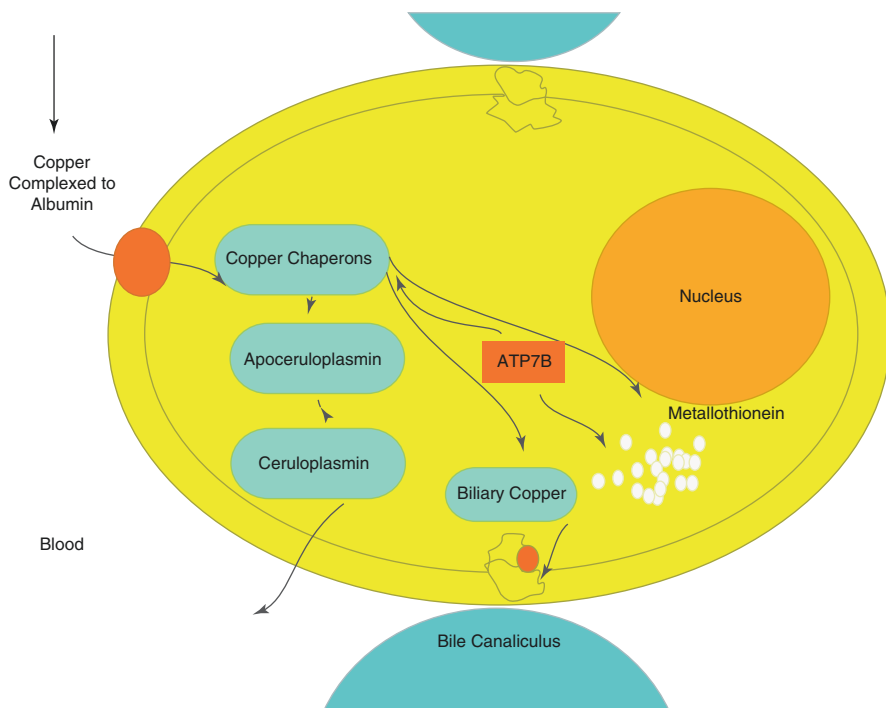 Copper
Complexed to
Albumin
Copper Chaperons
Nucleus
Apoceruloplasmin
ATP7B
Metallothionein
Ceruloplasmin
Biliary Copper
Blood
Bile Canaliculus